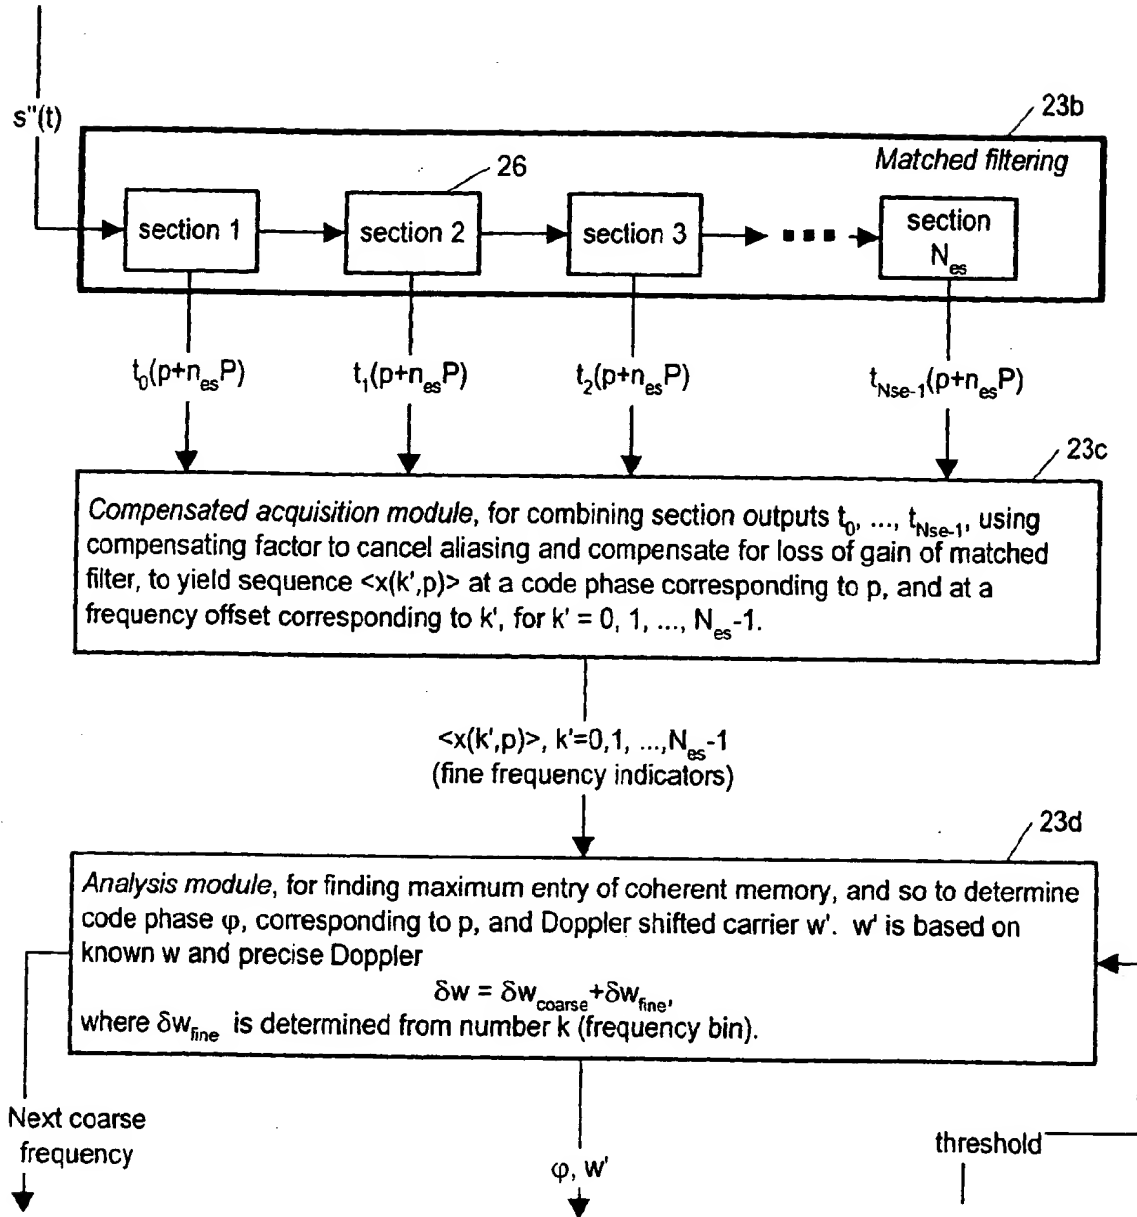 s"(t)
23b
Matched filtering
26
section 1
section 2
section 3
section
N_es
t_0(p+n_esP)
t_1(p+n_esP)
t_2(p+n_esP)
t_Nse-1(p+n_esP)
23c
Compensated acquisition module, for combining section outputs t_0, ..., t_Nse-1, using
compensating factor to cancel aliasing and compensate for loss of gain of matched
filter, to yield sequence <x(k',p)> at a code phase corresponding to p, and at a
frequency offset corresponding to k', for k' = 0, 1, ..., N_es-1.
<x(k',p)>, k'=0,1, ...,N_es-1
(fine frequency indicators)
23d
Analysis module, for finding maximum entry of coherent memory, and so to determine
code phase φ, corresponding to p, and Doppler shifted carrier w'. w' is based on
known w and precise Doppler
δw = δw_coarse+δw_fine,
where δw_fine is determined from number k (frequency bin).
Next coarse
frequency
threshold
φ, w'